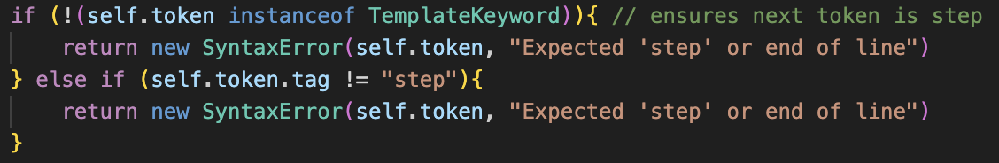 if (!(self.token instanceof TemplateKeyword)){ // ensures next token is step
    return new SyntaxError(self.token, "Expected 'step' or end of line")
} else if (self.token.tag != "step"){
    return new SyntaxError(self.token, "Expected 'step' or end of line")
}